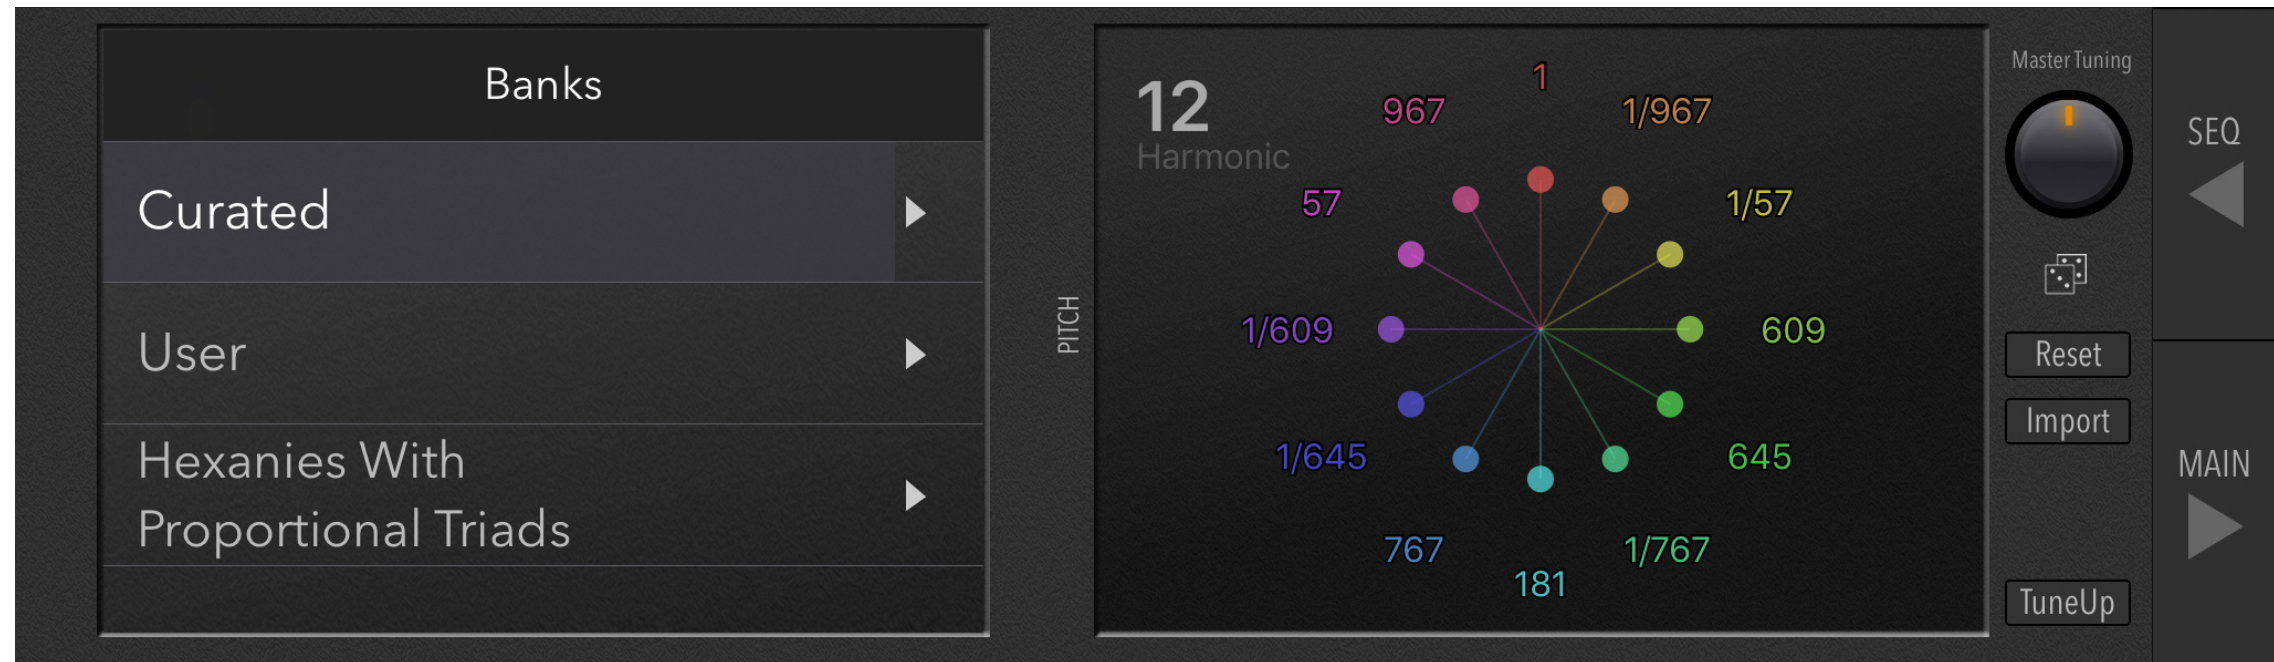 Banks
Curated
User
Hexanies With
Proportional Triads
PITCH
12
Harmonic
1
967
1/967
57
1/57
1/609
609
1/645
645
767
1/767
181
Master Tuning
Reset
Import
TuneUp
SEQ
MAIN